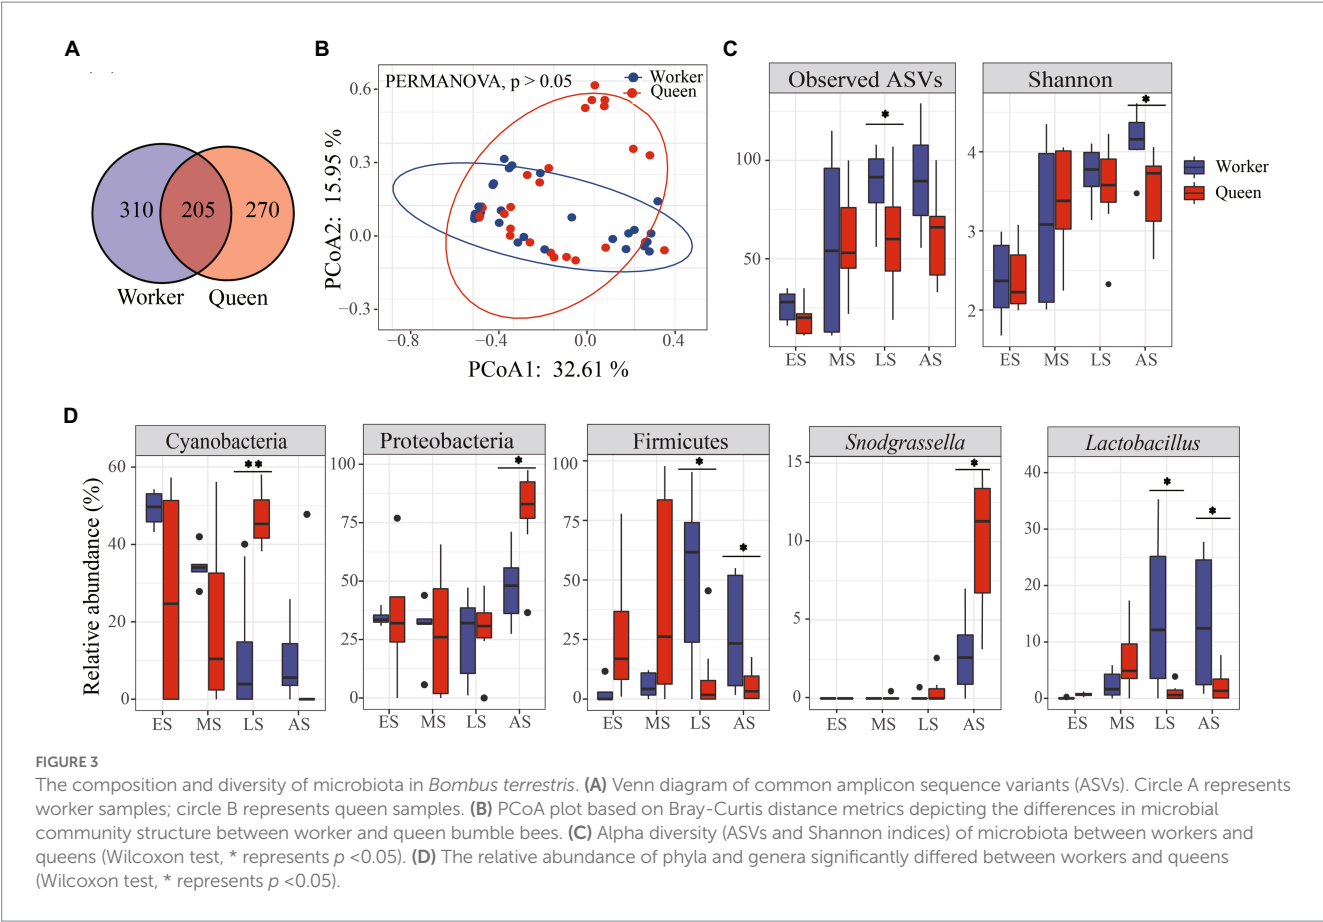 A
310 205 270
Worker Queen
B
PERMANOVA, p > 0.05
Worker
Queen
PCoA2: 15.95 %
0.6
0.3
0.0
−0.3
−0.8 −0.4 0.0 0.4
PCoA1: 32.61 %
C
Observed ASVs
100
50
*
ES MS LS AS
Shannon
4
3
2
*
ES MS LS AS
Worker
Queen
D
Relative abundance (%)
Cyanobacteria
60
40
20
0
**
ES MS LS AS
Proteobacteria
100
75
50
25
0
*
ES MS LS AS
Firmicutes
100
75
50
25
0
*
*
ES MS LS AS
Snodgrassella
15
10
5
0
*
ES MS LS AS
Lactobacillus
40
30
20
10
0
*
*
ES MS LS AS
FIGURE 3
The composition and diversity of microbiota in Bombus terrestris. (A) Venn diagram of common amplicon sequence variants (ASVs). Circle A represents
worker samples; circle B represents queen samples. (B) PCoA plot based on Bray-Curtis distance metrics depicting the differences in microbial
community structure between worker and queen bumble bees. (C) Alpha diversity (ASVs and Shannon indices) of microbiota between workers and
queens (Wilcoxon test, * represents p <0.05). (D) The relative abundance of phyla and genera significantly differed between workers and queens
(Wilcoxon test, * represents p <0.05).